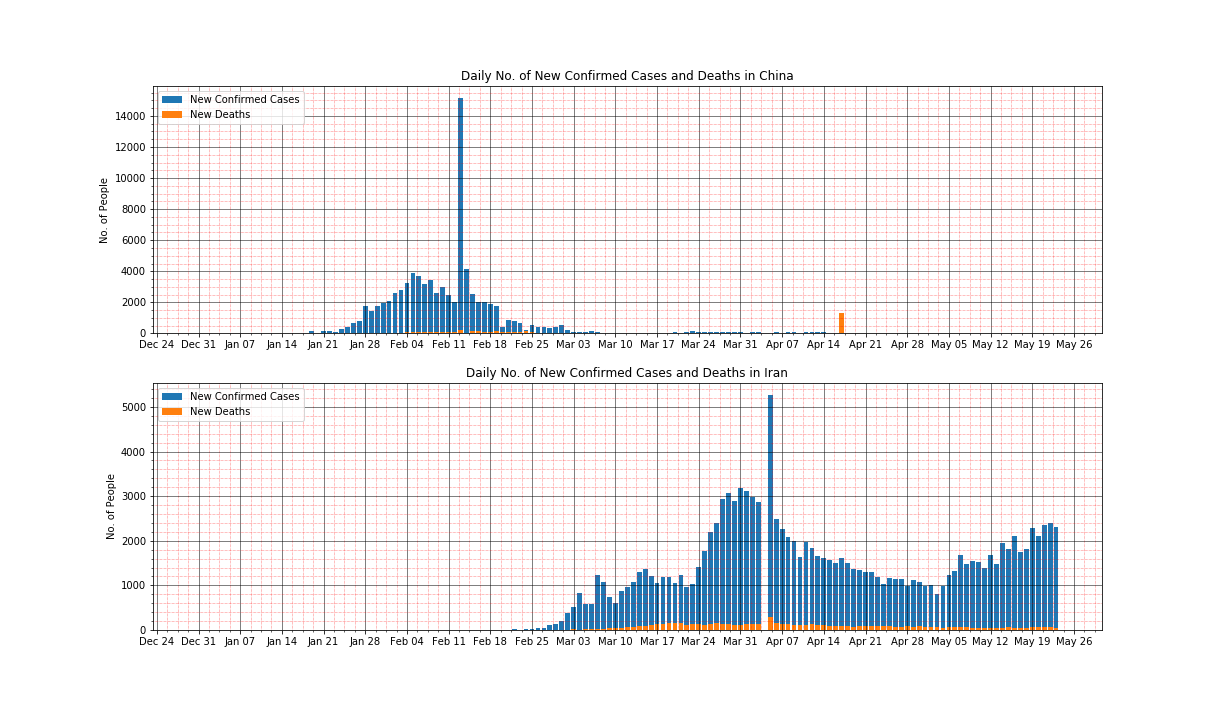 Daily No. of New Confirmed Cases and Deaths in China
New Confirmed Cases
New Deaths
No. of People
14000
12000
10000
8000
6000
4000
2000
0
Dec 24 Dec 31 Jan 07 Jan 14 Jan 21 Jan 28 Feb 04 Feb 11 Feb 18 Feb 25 Mar 03 Mar 10 Mar 17 Mar 24 Mar 31 Apr 07 Apr 14 Apr 21 Apr 28 May 05 May 12 May 19 May 26
Daily No. of New Confirmed Cases and Deaths in Iran
New Confirmed Cases
New Deaths
No. of People
5000
4000
3000
2000
1000
0
Dec 24 Dec 31 Jan 07 Jan 14 Jan 21 Jan 28 Feb 04 Feb 11 Feb 18 Feb 25 Mar 03 Mar 10 Mar 17 Mar 24 Mar 31 Apr 07 Apr 14 Apr 21 Apr 28 May 05 May 12 May 19 May 26